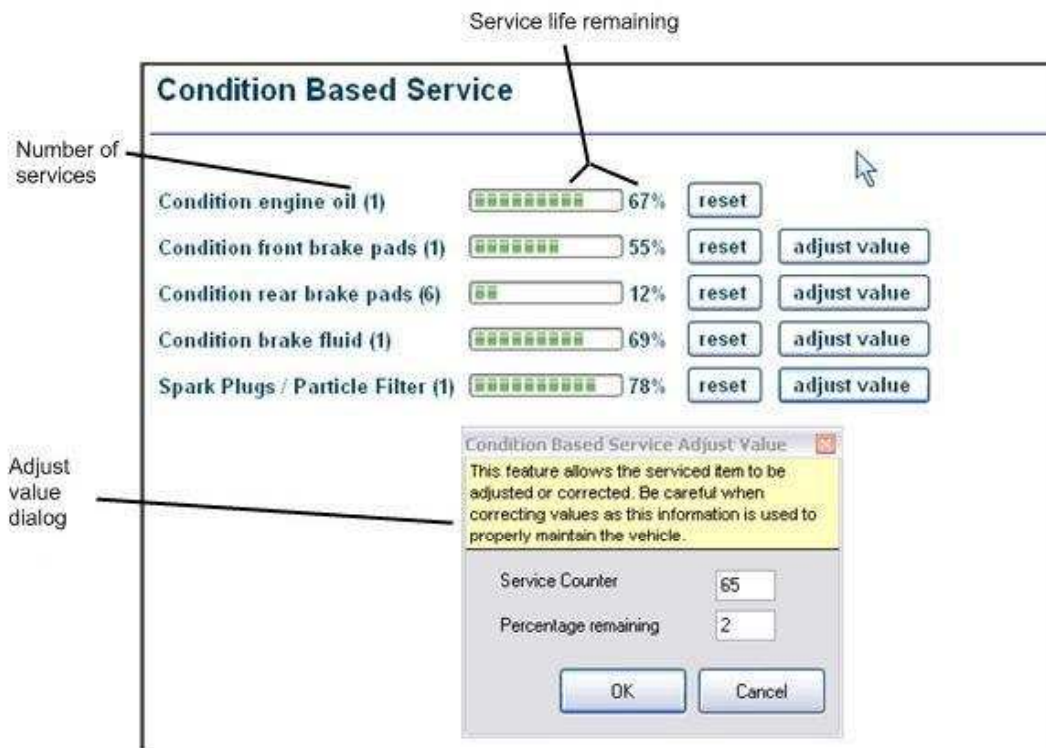 Service life remaining
Condition Based Service
Number of
services
Condition engine oil (1) 67% reset
Condition front brake pads (1) 55% reset adjust value
Condition rear brake pads (6) 12% reset adjust value
Condition brake fluid (1) 69% reset adjust value
Spark Plugs / Particle Filter (1) 78% reset adjust value
Adjust
value
dialog
Condition Based Service Adjust Value
This feature allows the serviced item to be
adjusted or corrected. Be careful when
correcting values as this information is used to
properly maintain the vehicle.
Service Counter 65
Percentage remaining 2
OK Cancel